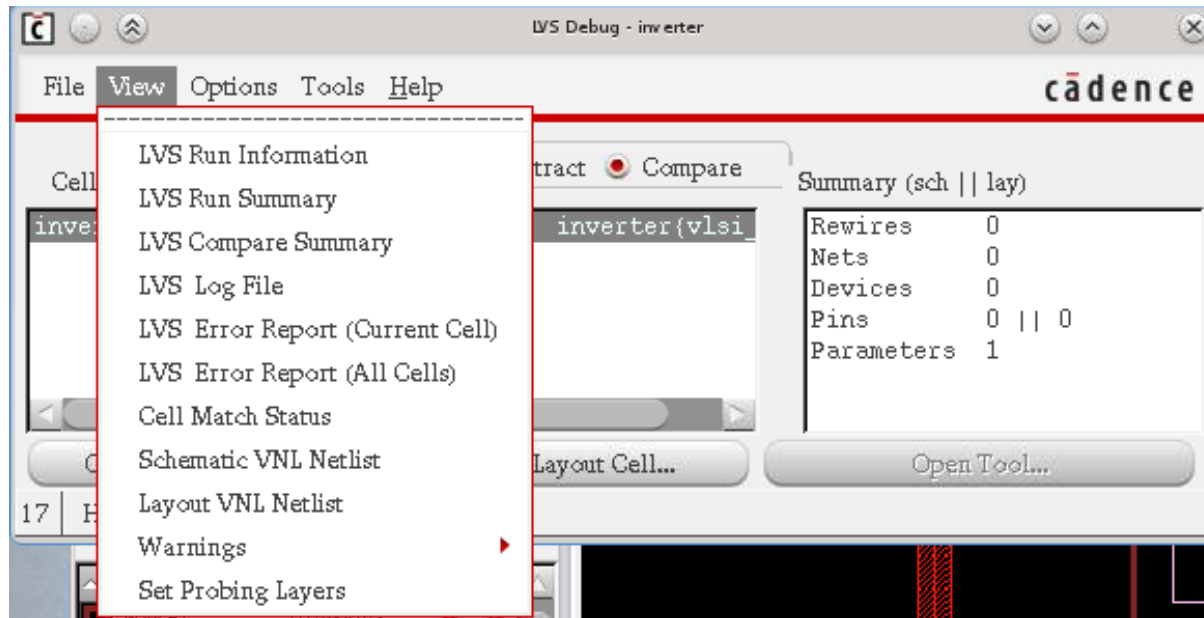 LVS Debug - inverter
File View Options Tools Help
cādence
tract Compare
Cell
Summary (sch || lay)
LVS Run Information
LVS Run Summary
LVS Compare Summary
LVS Log File
LVS Error Report (Current Cell)
LVS Error Report (All Cells)
Cell Match Status
Schematic VNL Netlist
Layout VNL Netlist
Warnings
Set Probing Layers
inve inverter{vlsi_
Rewires 0
Nets 0
Devices 0
Pins 0 || 0
Parameters 1
Layout Cell...
Open Tool...
17 H